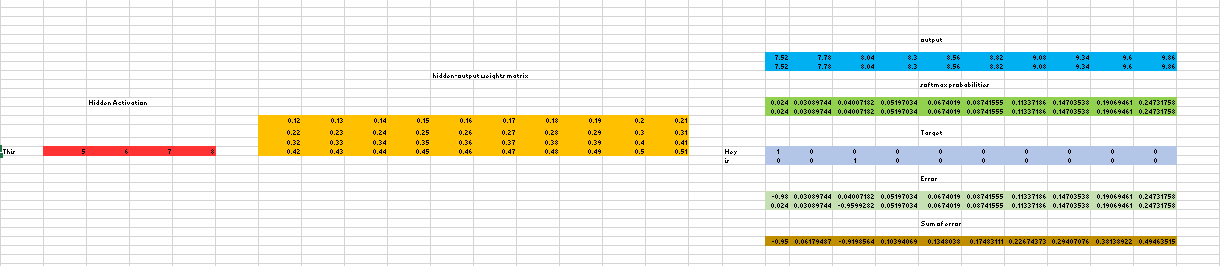 output
7.52 7.78 8.04 8.3 8.56 8.82 9.08 9.34 9.6 9.86
7.52 7.78 8.04 8.3 8.56 8.82 9.08 9.34 9.6 9.86
hidden-output weights matrix
softmax probabilities
Hidden Activation
0.024 0.03089744 0.04007182 0.05197034 0.0674019 0.08741555 0.11337186 0.14703538 0.19069461 0.24731758
0.024 0.03089744 0.04007182 0.05197034 0.0674019 0.08741555 0.11337186 0.14703538 0.19069461 0.24731758
0.12 0.13 0.14 0.15 0.16 0.17 0.18 0.19 0.2 0.21
0.22 0.23 0.24 0.25 0.26 0.27 0.28 0.29 0.3 0.31
Target
0.32 0.33 0.34 0.35 0.36 0.37 0.38 0.39 0.4 0.41
This 5 6 7 8 0.42 0.43 0.44 0.45 0.46 0.47 0.48 0.49 0.5 0.51 Hey 1 0 0 0 0 0 0 0 0 0
is 0 0 1 0 0 0 0 0 0 0
Error
-0.98 0.03089744 0.04007182 0.05197034 0.0674019 0.08741555 0.11337186 0.14703538 0.19069461 0.24731758
0.024 0.03089744 -0.9599282 0.05197034 0.0674019 0.08741555 0.11337186 0.14703538 0.19069461 0.24731758
Sum of error
-0.95 0.06179487 -0.9198564 0.10394069 0.1348038 0.17483111 0.22674373 0.29407076 0.38138922 0.49463515